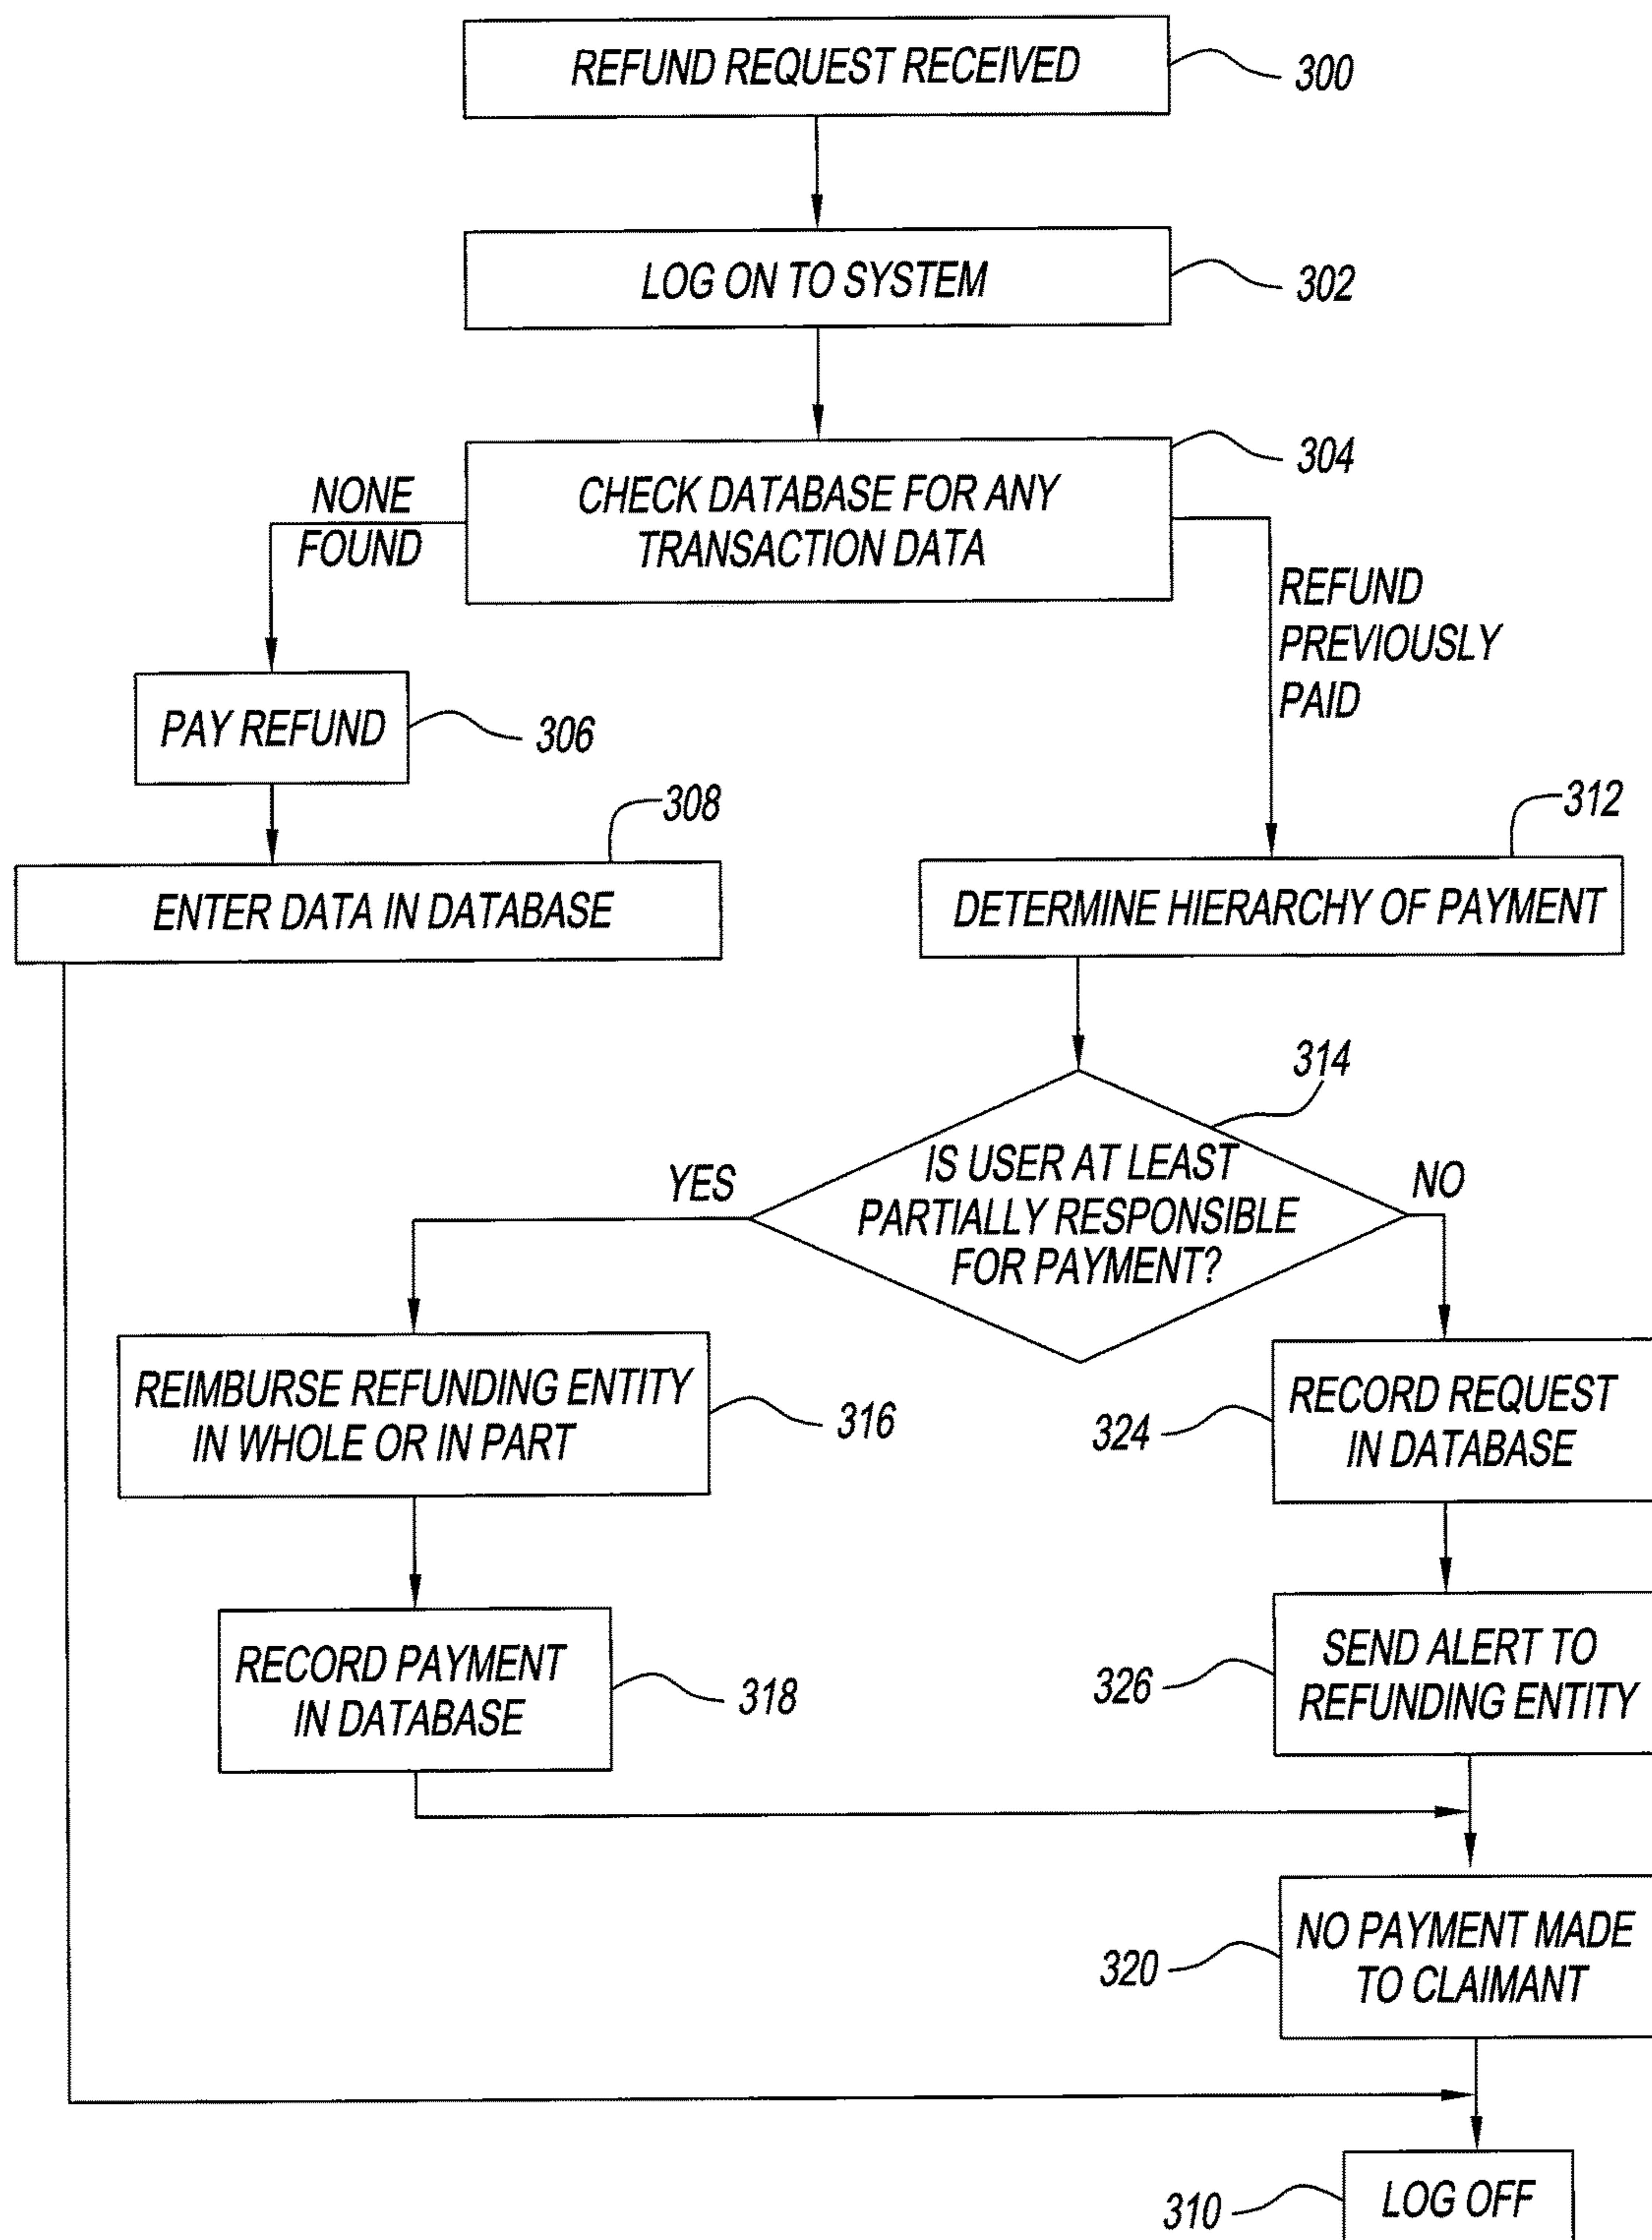 REFUND REQUEST RECEIVED
300
LOG ON TO SYSTEM
302
304
CHECK DATABASE FOR ANY
TRANSACTION DATA
NONE
FOUND
REFUND
PREVIOUSLY
PAID
PAY REFUND
306
308
ENTER DATA IN DATABASE
312
DETERMINE HIERARCHY OF PAYMENT
314
IS USER AT LEAST
PARTIALLY RESPONSIBLE
FOR PAYMENT?
YES
NO
REIMBURSE REFUNDING ENTITY
IN WHOLE OR IN PART
316
324
RECORD REQUEST
IN DATABASE
RECORD PAYMENT
IN DATABASE
318
326
SEND ALERT TO
REFUNDING ENTITY
320
NO PAYMENT MADE
TO CLAIMANT
310
LOG OFF